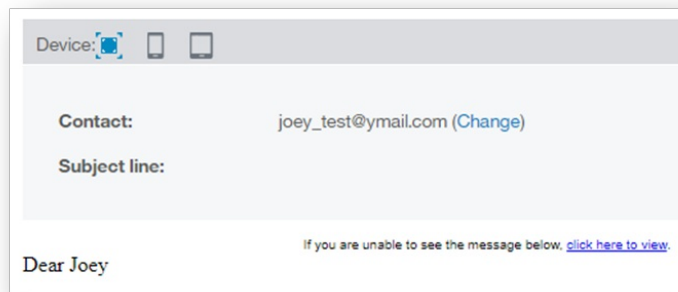 Device:
Contact: joey_test@ymail.com (Change)
Subject line:
If you are unable to see the message below, click here to view.
Dear Joey